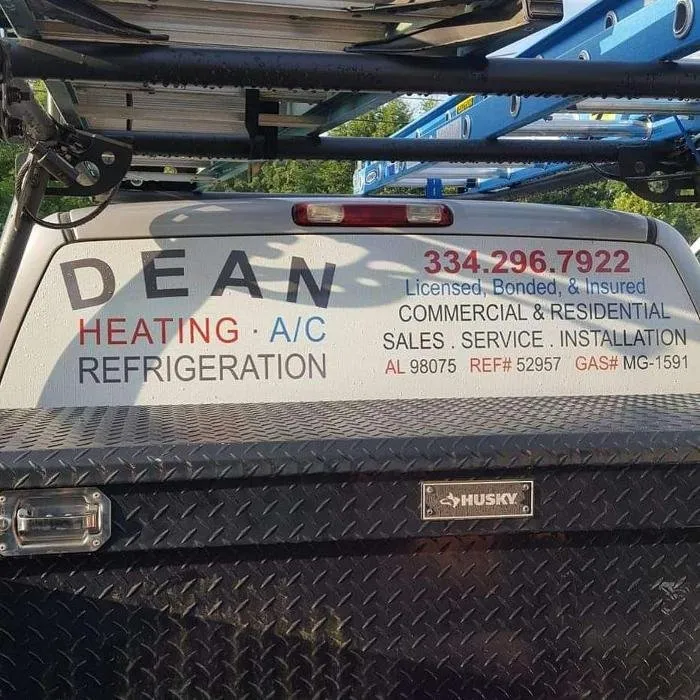 DEAN
HEATING · A/C
REFRIGERATION
334.296.7922
Licensed, Bonded, & Insured
COMMERCIAL & RESIDENTIAL
SALES . SERVICE . INSTALLATION
AL 98075 REF# 52957 GAS# MG-1591
HUSKY